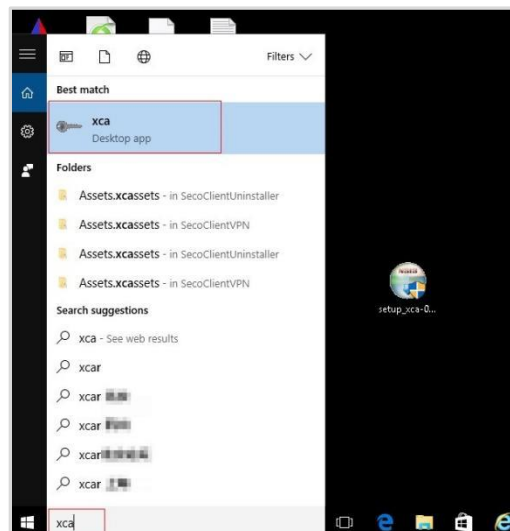 Filters
Best match
xca
Desktop app
Folders
Assets.xcassets - in SecoClientUninstaller
Assets.xcassets - in SecoClientVPN
Assets.xcassets - in SecoClientUninstaller
Assets.xcassets - in SecoClientVPN
Search suggestions
xca - See web results
xcar
xcar
xcar
xcar
xcar
xca
setup_xca-0...